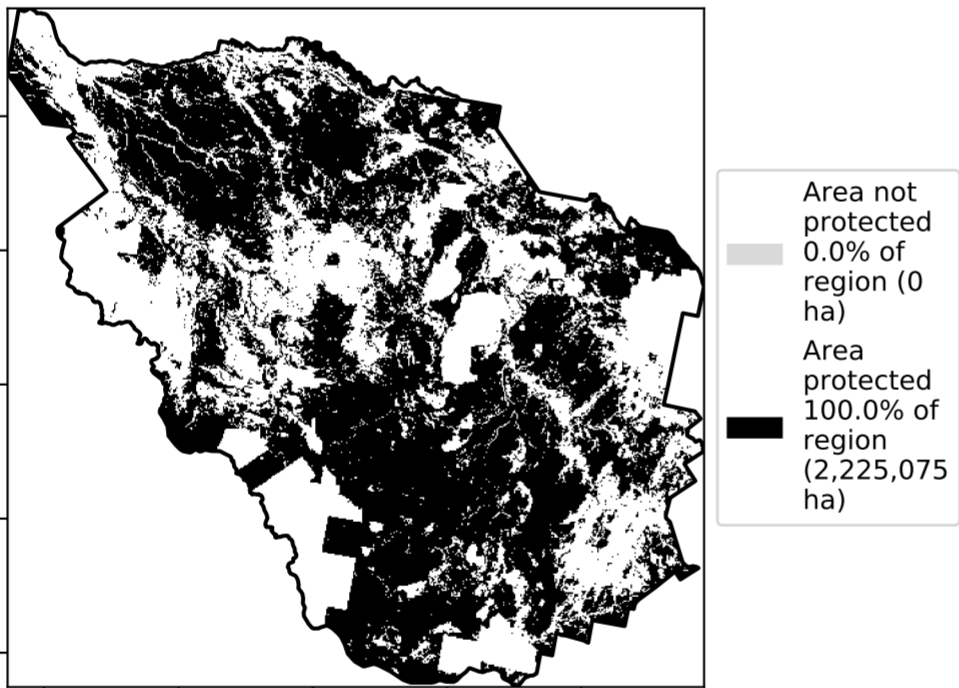 Area not
protected
0.0% of
region (0
ha)
Area
protected
100.0% of
region
(2,225,075
ha)